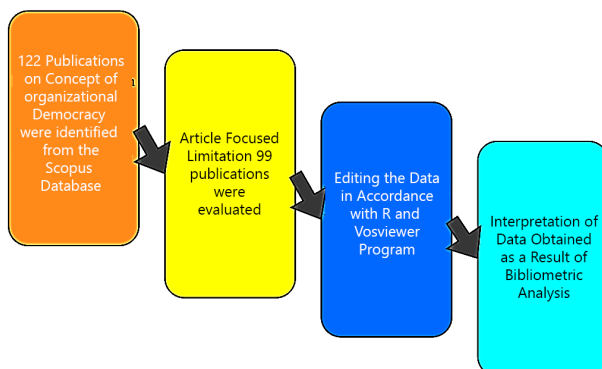 122 Publications
on Concept of
organizational
Democracy
were identified
from the
Scopus
Database
1
Article Focused
Limitation 99
publications
were
evaluated
Editing the Data
in Accordance
with R and
Vosviewer
Program
Interpretation of
Data Obtained
as a Result of
Bibliometric
Analysis